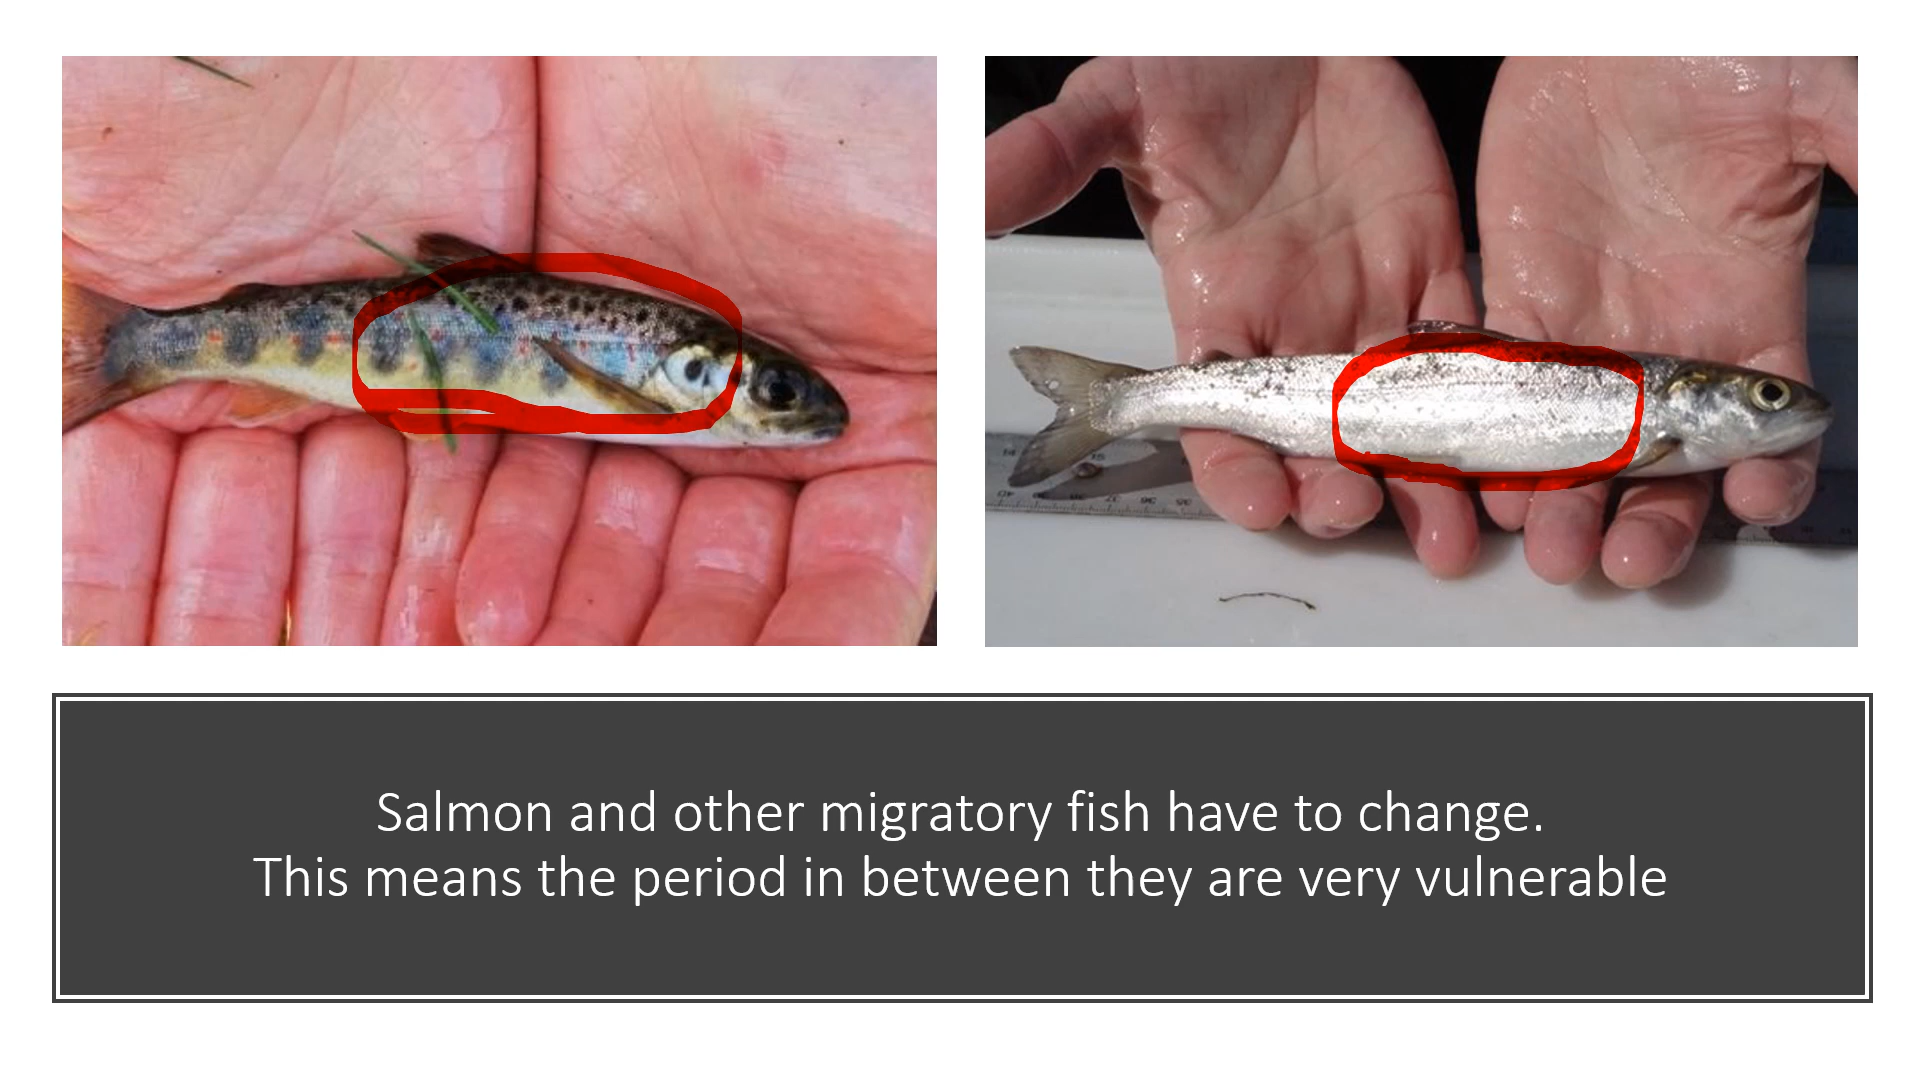 Salmon and other migratory fish have to change.
This means the period in between they are very vulnerable